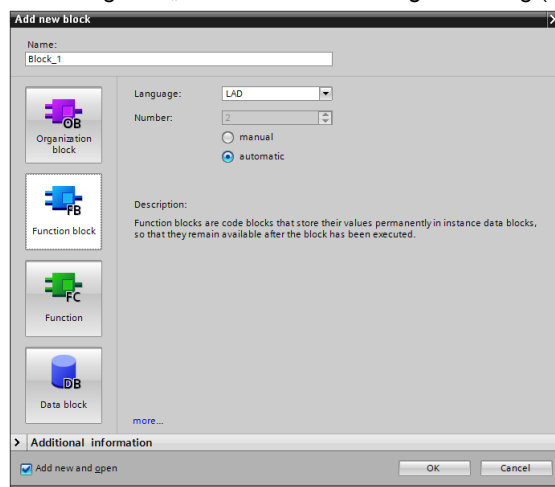 Add new block
Name:
Block_1
Language:
LAD
Number:
2
manual
automatic
OB
Organization
block
FB
Function block
FC
Function
DB
Data block
Description:
Function blocks are code blocks that store their values permanently in instance data blocks,
so that they remain available after the block has been executed.
more...
> Additional information
Add new and open
OK
Cancel